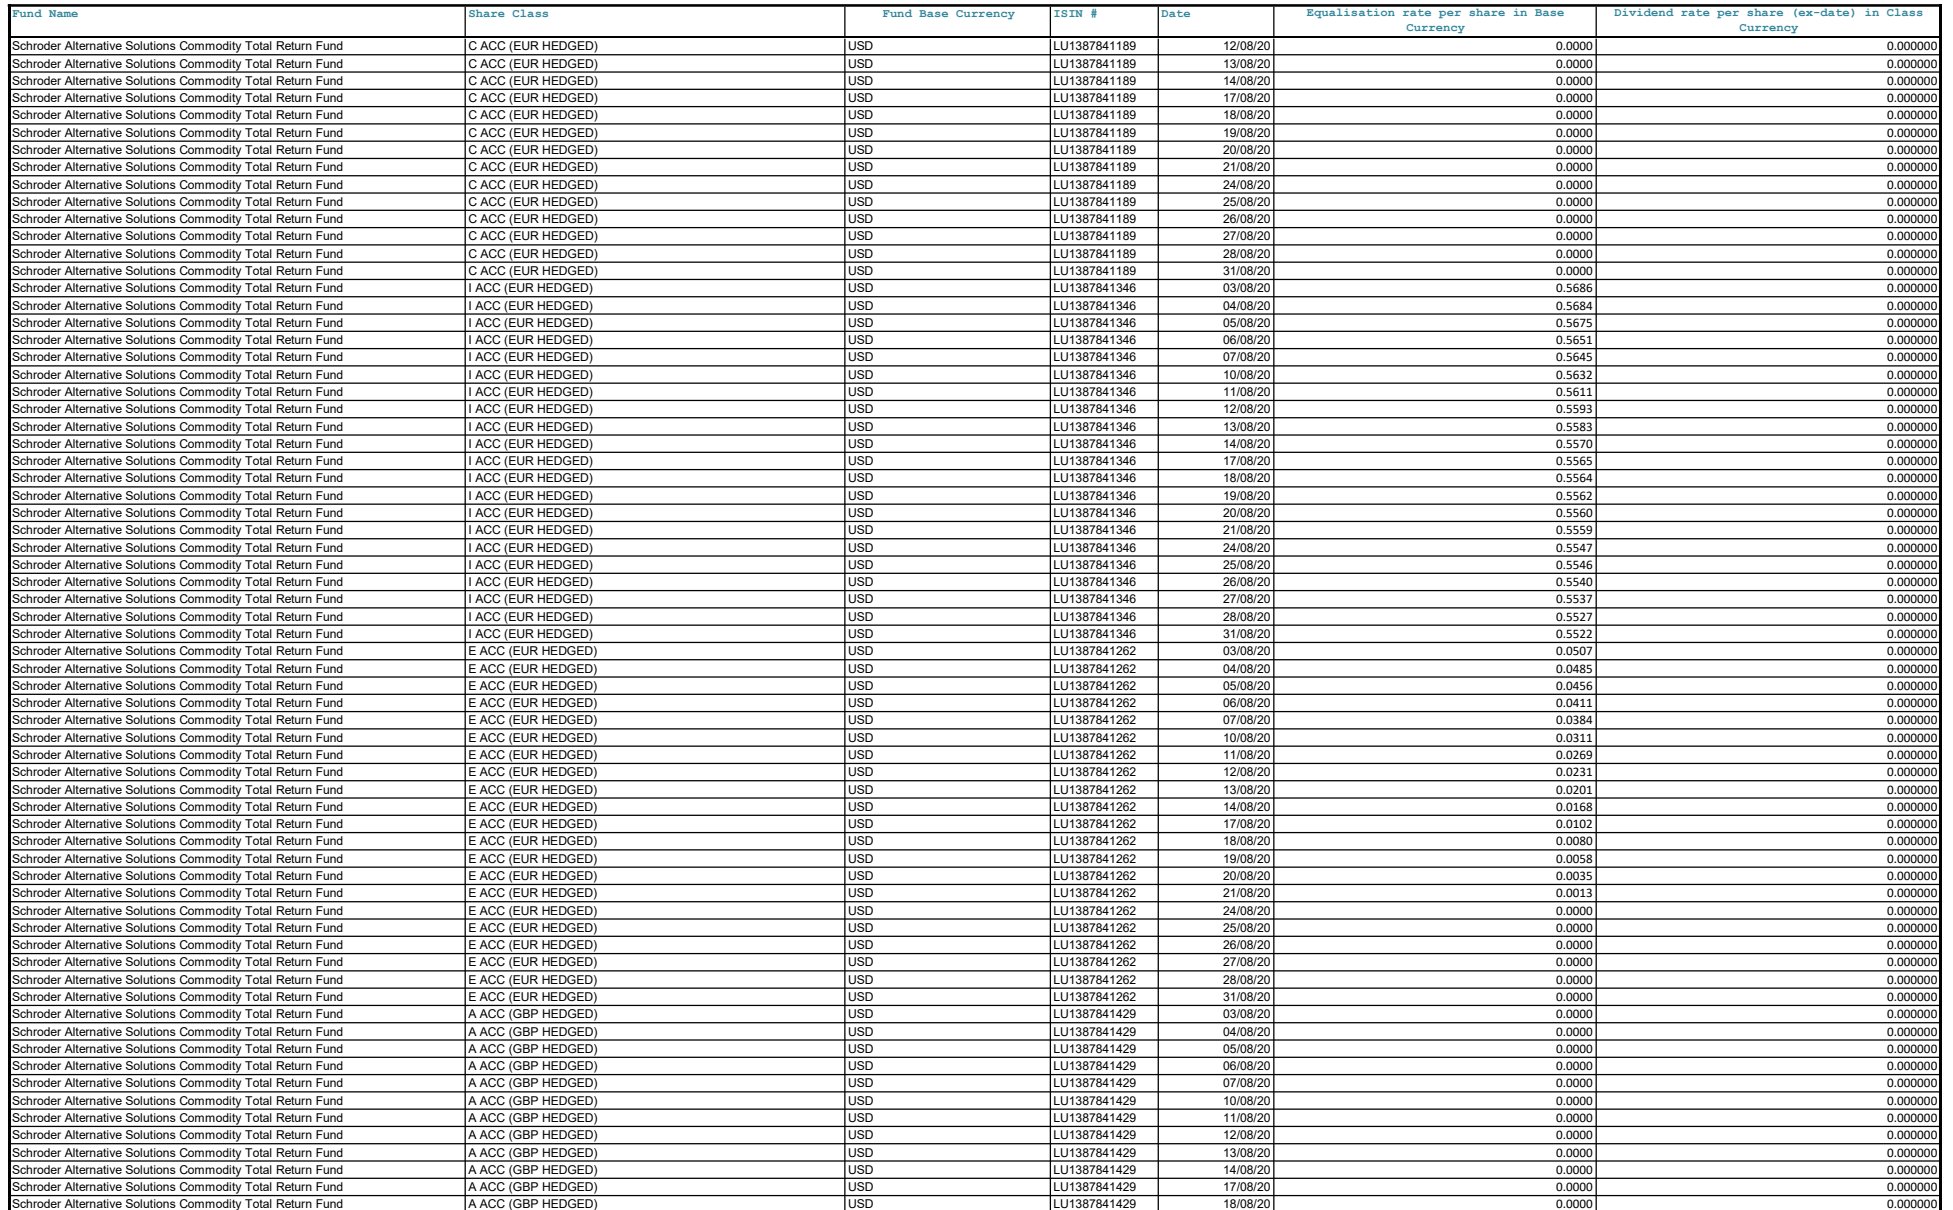 Fund Name Share Class Fund Base Currency ISIN # Date Equalisation rate per share in Base Currency Dividend rate per share (ex-date) in Class Currency
Schroder Alternative Solutions Commodity Total Return Fund C ACC (EUR HEDGED) USD LU1387841189 12/08/20 0.0000 0.000000
Schroder Alternative Solutions Commodity Total Return Fund C ACC (EUR HEDGED) USD LU1387841189 13/08/20 0.0000 0.000000
Schroder Alternative Solutions Commodity Total Return Fund C ACC (EUR HEDGED) USD LU1387841189 14/08/20 0.0000 0.000000
Schroder Alternative Solutions Commodity Total Return Fund C ACC (EUR HEDGED) USD LU1387841189 17/08/20 0.0000 0.000000
Schroder Alternative Solutions Commodity Total Return Fund C ACC (EUR HEDGED) USD LU1387841189 18/08/20 0.0000 0.000000
Schroder Alternative Solutions Commodity Total Return Fund C ACC (EUR HEDGED) USD LU1387841189 19/08/20 0.0000 0.000000
Schroder Alternative Solutions Commodity Total Return Fund C ACC (EUR HEDGED) USD LU1387841189 20/08/20 0.0000 0.000000
Schroder Alternative Solutions Commodity Total Return Fund C ACC (EUR HEDGED) USD LU1387841189 21/08/20 0.0000 0.000000
Schroder Alternative Solutions Commodity Total Return Fund C ACC (EUR HEDGED) USD LU1387841189 24/08/20 0.0000 0.000000
Schroder Alternative Solutions Commodity Total Return Fund C ACC (EUR HEDGED) USD LU1387841189 25/08/20 0.0000 0.000000
Schroder Alternative Solutions Commodity Total Return Fund C ACC (EUR HEDGED) USD LU1387841189 26/08/20 0.0000 0.000000
Schroder Alternative Solutions Commodity Total Return Fund C ACC (EUR HEDGED) USD LU1387841189 27/08/20 0.0000 0.000000
Schroder Alternative Solutions Commodity Total Return Fund C ACC (EUR HEDGED) USD LU1387841189 28/08/20 0.0000 0.000000
Schroder Alternative Solutions Commodity Total Return Fund C ACC (EUR HEDGED) USD LU1387841189 31/08/20 0.0000 0.000000
Schroder Alternative Solutions Commodity Total Return Fund I ACC (EUR HEDGED) USD LU1387841346 03/08/20 0.5686 0.000000
Schroder Alternative Solutions Commodity Total Return Fund I ACC (EUR HEDGED) USD LU1387841346 04/08/20 0.5684 0.000000
Schroder Alternative Solutions Commodity Total Return Fund I ACC (EUR HEDGED) USD LU1387841346 05/08/20 0.5675 0.000000
Schroder Alternative Solutions Commodity Total Return Fund I ACC (EUR HEDGED) USD LU1387841346 06/08/20 0.5651 0.000000
Schroder Alternative Solutions Commodity Total Return Fund I ACC (EUR HEDGED) USD LU1387841346 07/08/20 0.5645 0.000000
Schroder Alternative Solutions Commodity Total Return Fund I ACC (EUR HEDGED) USD LU1387841346 10/08/20 0.5632 0.000000
Schroder Alternative Solutions Commodity Total Return Fund I ACC (EUR HEDGED) USD LU1387841346 11/08/20 0.5611 0.000000
Schroder Alternative Solutions Commodity Total Return Fund I ACC (EUR HEDGED) USD LU1387841346 12/08/20 0.5593 0.000000
Schroder Alternative Solutions Commodity Total Return Fund I ACC (EUR HEDGED) USD LU1387841346 13/08/20 0.5583 0.000000
Schroder Alternative Solutions Commodity Total Return Fund I ACC (EUR HEDGED) USD LU1387841346 14/08/20 0.5570 0.000000
Schroder Alternative Solutions Commodity Total Return Fund I ACC (EUR HEDGED) USD LU1387841346 17/08/20 0.5565 0.000000
Schroder Alternative Solutions Commodity Total Return Fund I ACC (EUR HEDGED) USD LU1387841346 18/08/20 0.5564 0.000000
Schroder Alternative Solutions Commodity Total Return Fund I ACC (EUR HEDGED) USD LU1387841346 19/08/20 0.5562 0.000000
Schroder Alternative Solutions Commodity Total Return Fund I ACC (EUR HEDGED) USD LU1387841346 20/08/20 0.5560 0.000000
Schroder Alternative Solutions Commodity Total Return Fund I ACC (EUR HEDGED) USD LU1387841346 21/08/20 0.5559 0.000000
Schroder Alternative Solutions Commodity Total Return Fund I ACC (EUR HEDGED) USD LU1387841346 24/08/20 0.5547 0.000000
Schroder Alternative Solutions Commodity Total Return Fund I ACC (EUR HEDGED) USD LU1387841346 25/08/20 0.5546 0.000000
Schroder Alternative Solutions Commodity Total Return Fund I ACC (EUR HEDGED) USD LU1387841346 26/08/20 0.5540 0.000000
Schroder Alternative Solutions Commodity Total Return Fund I ACC (EUR HEDGED) USD LU1387841346 27/08/20 0.5537 0.000000
Schroder Alternative Solutions Commodity Total Return Fund I ACC (EUR HEDGED) USD LU1387841346 28/08/20 0.5527 0.000000
Schroder Alternative Solutions Commodity Total Return Fund I ACC (EUR HEDGED) USD LU1387841346 31/08/20 0.5522 0.000000
Schroder Alternative Solutions Commodity Total Return Fund E ACC (EUR HEDGED) USD LU1387841262 03/08/20 0.0507 0.000000
Schroder Alternative Solutions Commodity Total Return Fund E ACC (EUR HEDGED) USD LU1387841262 04/08/20 0.0485 0.000000
Schroder Alternative Solutions Commodity Total Return Fund E ACC (EUR HEDGED) USD LU1387841262 05/08/20 0.0456 0.000000
Schroder Alternative Solutions Commodity Total Return Fund E ACC (EUR HEDGED) USD LU1387841262 06/08/20 0.0411 0.000000
Schroder Alternative Solutions Commodity Total Return Fund E ACC (EUR HEDGED) USD LU1387841262 07/08/20 0.0384 0.000000
Schroder Alternative Solutions Commodity Total Return Fund E ACC (EUR HEDGED) USD LU1387841262 10/08/20 0.0311 0.000000
Schroder Alternative Solutions Commodity Total Return Fund E ACC (EUR HEDGED) USD LU1387841262 11/08/20 0.0269 0.000000
Schroder Alternative Solutions Commodity Total Return Fund E ACC (EUR HEDGED) USD LU1387841262 12/08/20 0.0231 0.000000
Schroder Alternative Solutions Commodity Total Return Fund E ACC (EUR HEDGED) USD LU1387841262 13/08/20 0.0201 0.000000
Schroder Alternative Solutions Commodity Total Return Fund E ACC (EUR HEDGED) USD LU1387841262 14/08/20 0.0168 0.000000
Schroder Alternative Solutions Commodity Total Return Fund E ACC (EUR HEDGED) USD LU1387841262 17/08/20 0.0102 0.000000
Schroder Alternative Solutions Commodity Total Return Fund E ACC (EUR HEDGED) USD LU1387841262 18/08/20 0.0080 0.000000
Schroder Alternative Solutions Commodity Total Return Fund E ACC (EUR HEDGED) USD LU1387841262 19/08/20 0.0058 0.000000
Schroder Alternative Solutions Commodity Total Return Fund E ACC (EUR HEDGED) USD LU1387841262 20/08/20 0.0035 0.000000
Schroder Alternative Solutions Commodity Total Return Fund E ACC (EUR HEDGED) USD LU1387841262 21/08/20 0.0013 0.000000
Schroder Alternative Solutions Commodity Total Return Fund E ACC (EUR HEDGED) USD LU1387841262 24/08/20 0.0000 0.000000
Schroder Alternative Solutions Commodity Total Return Fund E ACC (EUR HEDGED) USD LU1387841262 25/08/20 0.0000 0.000000
Schroder Alternative Solutions Commodity Total Return Fund E ACC (EUR HEDGED) USD LU1387841262 26/08/20 0.0000 0.000000
Schroder Alternative Solutions Commodity Total Return Fund E ACC (EUR HEDGED) USD LU1387841262 27/08/20 0.0000 0.000000
Schroder Alternative Solutions Commodity Total Return Fund E ACC (EUR HEDGED) USD LU1387841262 28/08/20 0.0000 0.000000
Schroder Alternative Solutions Commodity Total Return Fund E ACC (EUR HEDGED) USD LU1387841262 31/08/20 0.0000 0.000000
Schroder Alternative Solutions Commodity Total Return Fund A ACC (GBP HEDGED) USD LU1387841429 03/08/20 0.0000 0.000000
Schroder Alternative Solutions Commodity Total Return Fund A ACC (GBP HEDGED) USD LU1387841429 04/08/20 0.0000 0.000000
Schroder Alternative Solutions Commodity Total Return Fund A ACC (GBP HEDGED) USD LU1387841429 05/08/20 0.0000 0.000000
Schroder Alternative Solutions Commodity Total Return Fund A ACC (GBP HEDGED) USD LU1387841429 06/08/20 0.0000 0.000000
Schroder Alternative Solutions Commodity Total Return Fund A ACC (GBP HEDGED) USD LU1387841429 07/08/20 0.0000 0.000000
Schroder Alternative Solutions Commodity Total Return Fund A ACC (GBP HEDGED) USD LU1387841429 10/08/20 0.0000 0.000000
Schroder Alternative Solutions Commodity Total Return Fund A ACC (GBP HEDGED) USD LU1387841429 11/08/20 0.0000 0.000000
Schroder Alternative Solutions Commodity Total Return Fund A ACC (GBP HEDGED) USD LU1387841429 12/08/20 0.0000 0.000000
Schroder Alternative Solutions Commodity Total Return Fund A ACC (GBP HEDGED) USD LU1387841429 13/08/20 0.0000 0.000000
Schroder Alternative Solutions Commodity Total Return Fund A ACC (GBP HEDGED) USD LU1387841429 14/08/20 0.0000 0.000000
Schroder Alternative Solutions Commodity Total Return Fund A ACC (GBP HEDGED) USD LU1387841429 17/08/20 0.0000 0.000000
Schroder Alternative Solutions Commodity Total Return Fund A ACC (GBP HEDGED) USD LU1387841429 18/08/20 0.0000 0.000000